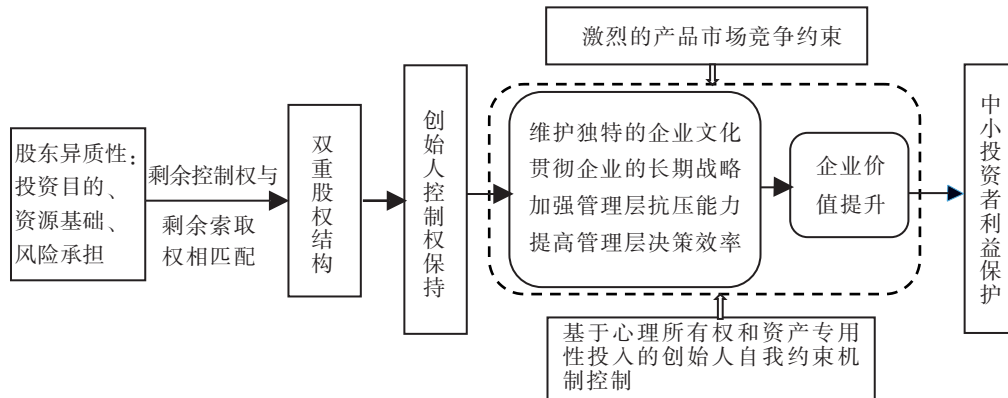 激烈的产品市场竞争约束
股东异质性：
投资目的、
资源基础、
风险承担
剩余控制权与
剩余索取
权相匹配
双重股权结构
创始人控制权保持
维护独特的企业文化
贯彻企业的长期战略
加强管理层抗压能力
提高管理层决策效率
企业价
值提升
中小投资者利益保护
基于心理所有权和资产专用
性投入的创始人自我约束机
制控制